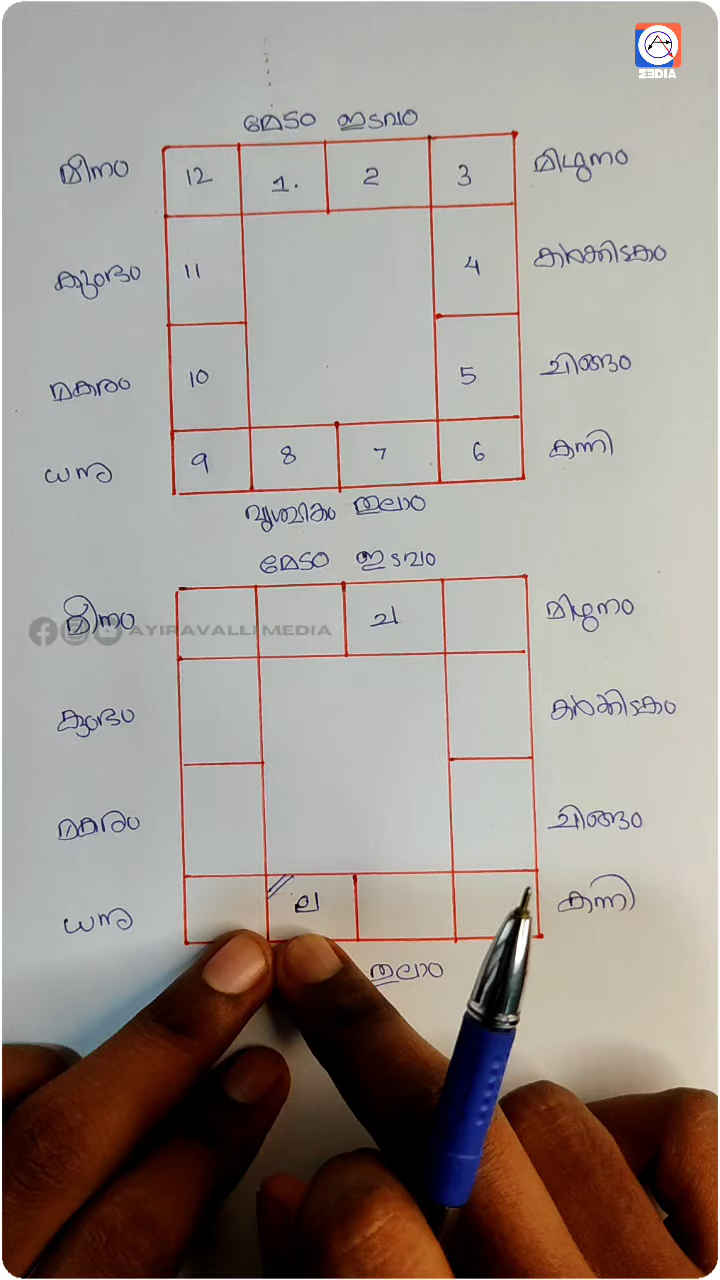 23DIA
മേടം ഇടവം
മീനം 12 1. 2 3 മിഥുനം
കുംഭം 11 4 കർക്കിടകം
മകരം 10 5 ചിങ്ങം
ധനു 9 8 7 6 കന്നി
വൃശ്ചികം തുലാം
മേടം ഇടവം
മീനം ച മിഥുനം
AYIRAVALLI MEDIA
കുംഭം കർക്കിടകം
മകരം ചിങ്ങം
ധനു ല കന്നി
തുലാം